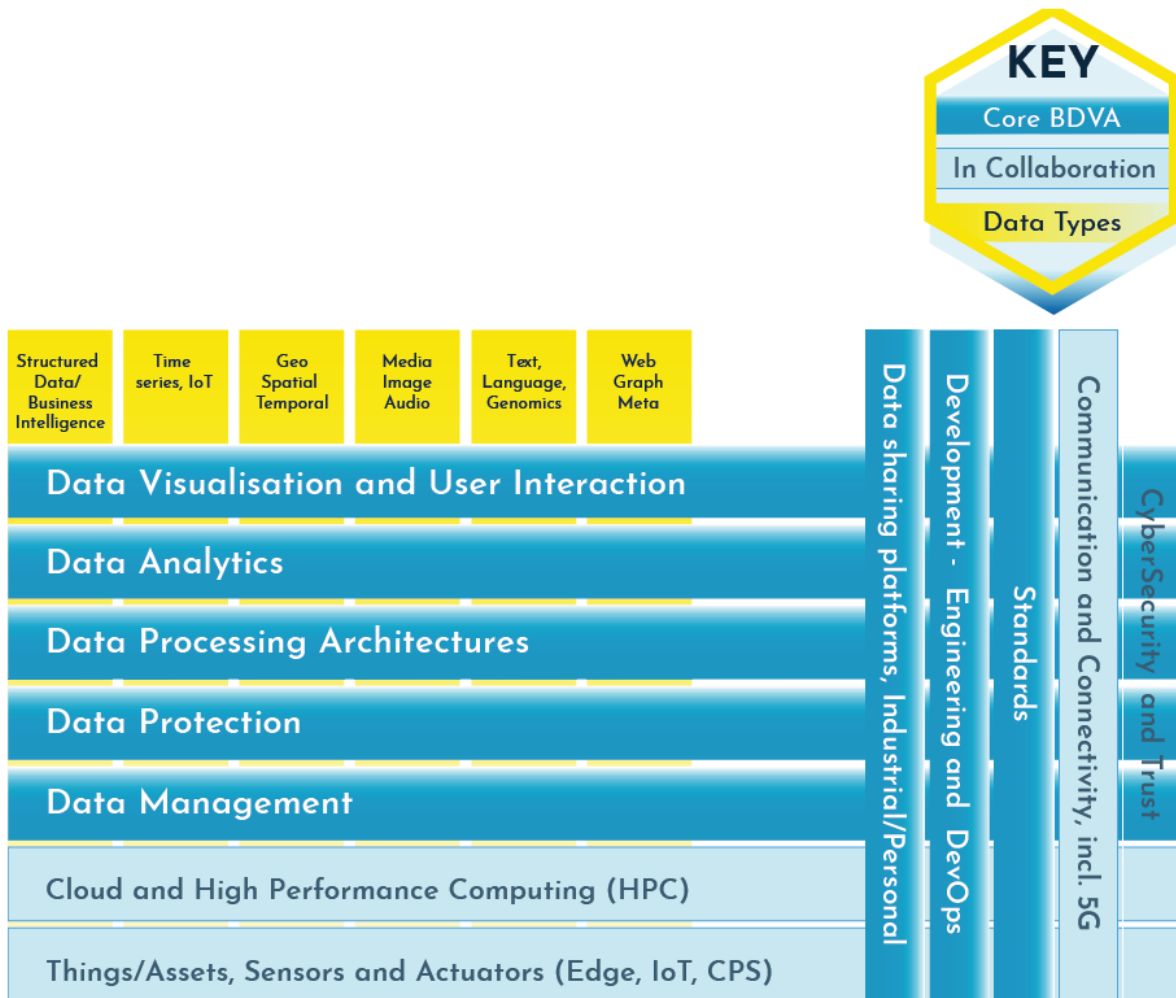 KEY
Core BDVA
In Collaboration
Data Types
Structured
Data/
Business
Intelligence
Time
series, IoT
Geo
Spatial
Temporal
Media
Image
Audio
Text,
Language,
Genomics
Web
Graph
Meta
Data Visualisation and User Interaction
Data Analytics
Data Processing Architectures
Data Protection
Data Management
Cloud and High Performance Computing (HPC)
Things/Assets, Sensors and Actuators (Edge, IoT, CPS)
Data sharing platforms, Industrial/Personal
Development - Engineering and DevOps
Standards
Communication and Connectivity, incl. 5G
CyberSecurity and Trust